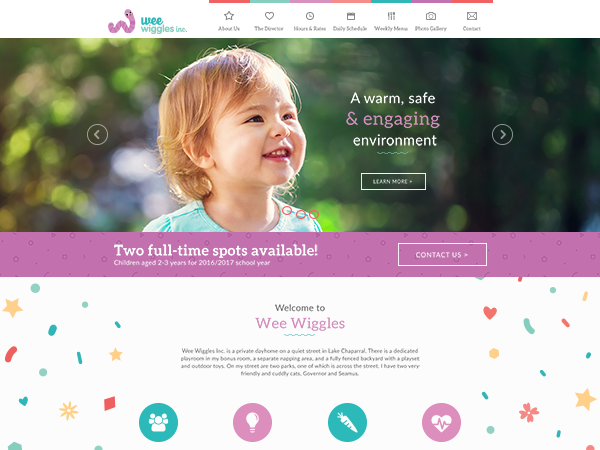 wee
wiggles inc.
About Us
The Director
Hours & Rates
Daily Schedule
Weekly Menu
Photo Gallery
Contact
A warm, safe
& engaging
environment
LEARN MORE >
Two full-time spots available!
Children aged 2-3 years for 2016/2017 school year
CONTACT US >
Welcome to
Wee Wiggles
Wee Wiggles Inc. is a private dayhome on a quiet street in Lake Chaparral. There is a dedicated
playroom in my bonus room, a separate napping area, and a fully fenced backyard with a playset
and outdoor toys. On my street are two parks, one of which is across the street. I have two very
friendly and cuddly cats, Governor and Seamus.